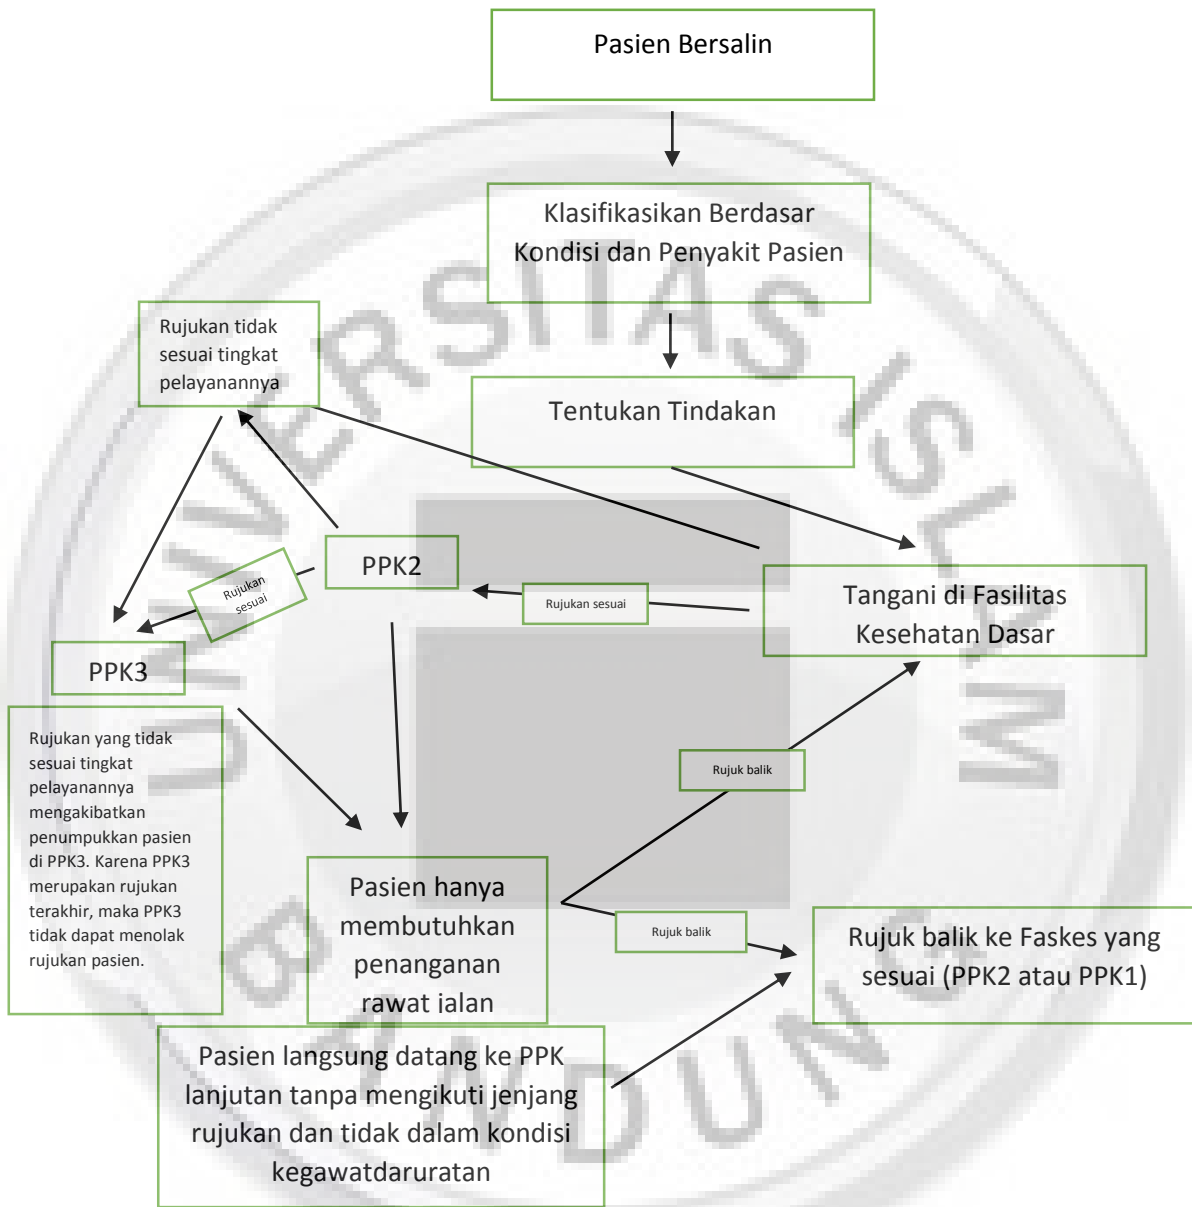 Pasien Bersalin
Klasifikasikan Berdasar
Kondisi dan Penyakit Pasien
Rujukan tidak
sesuai tingkat
pelayanannya
Tentukan Tindakan
PPK2
Rujukan
sesuai
Rujukan sesuai
Tangani di Fasilitas
Kesehatan Dasar
PPK3
Rujukan yang tidak
sesuai tingkat
pelayanannya
mengakibatkan
penumpukkan pasien
di PPK3. Karena PPK3
merupakan rujukan
terakhir, maka PPK3
tidak dapat menolak
rujukan pasien.
Rujuk balik
Pasien hanya
membutuhkan
penanganan
rawat jalan
Rujuk balik
Rujuk balik ke Faskes yang
sesuai (PPK2 atau PPK1)
Pasien langsung datang ke PPK
lanjutan tanpa mengikuti jenjang
rujukan dan tidak dalam kondisi
kegawatdaruratan
UNIVERSITAS ISLAM
BANDUNG